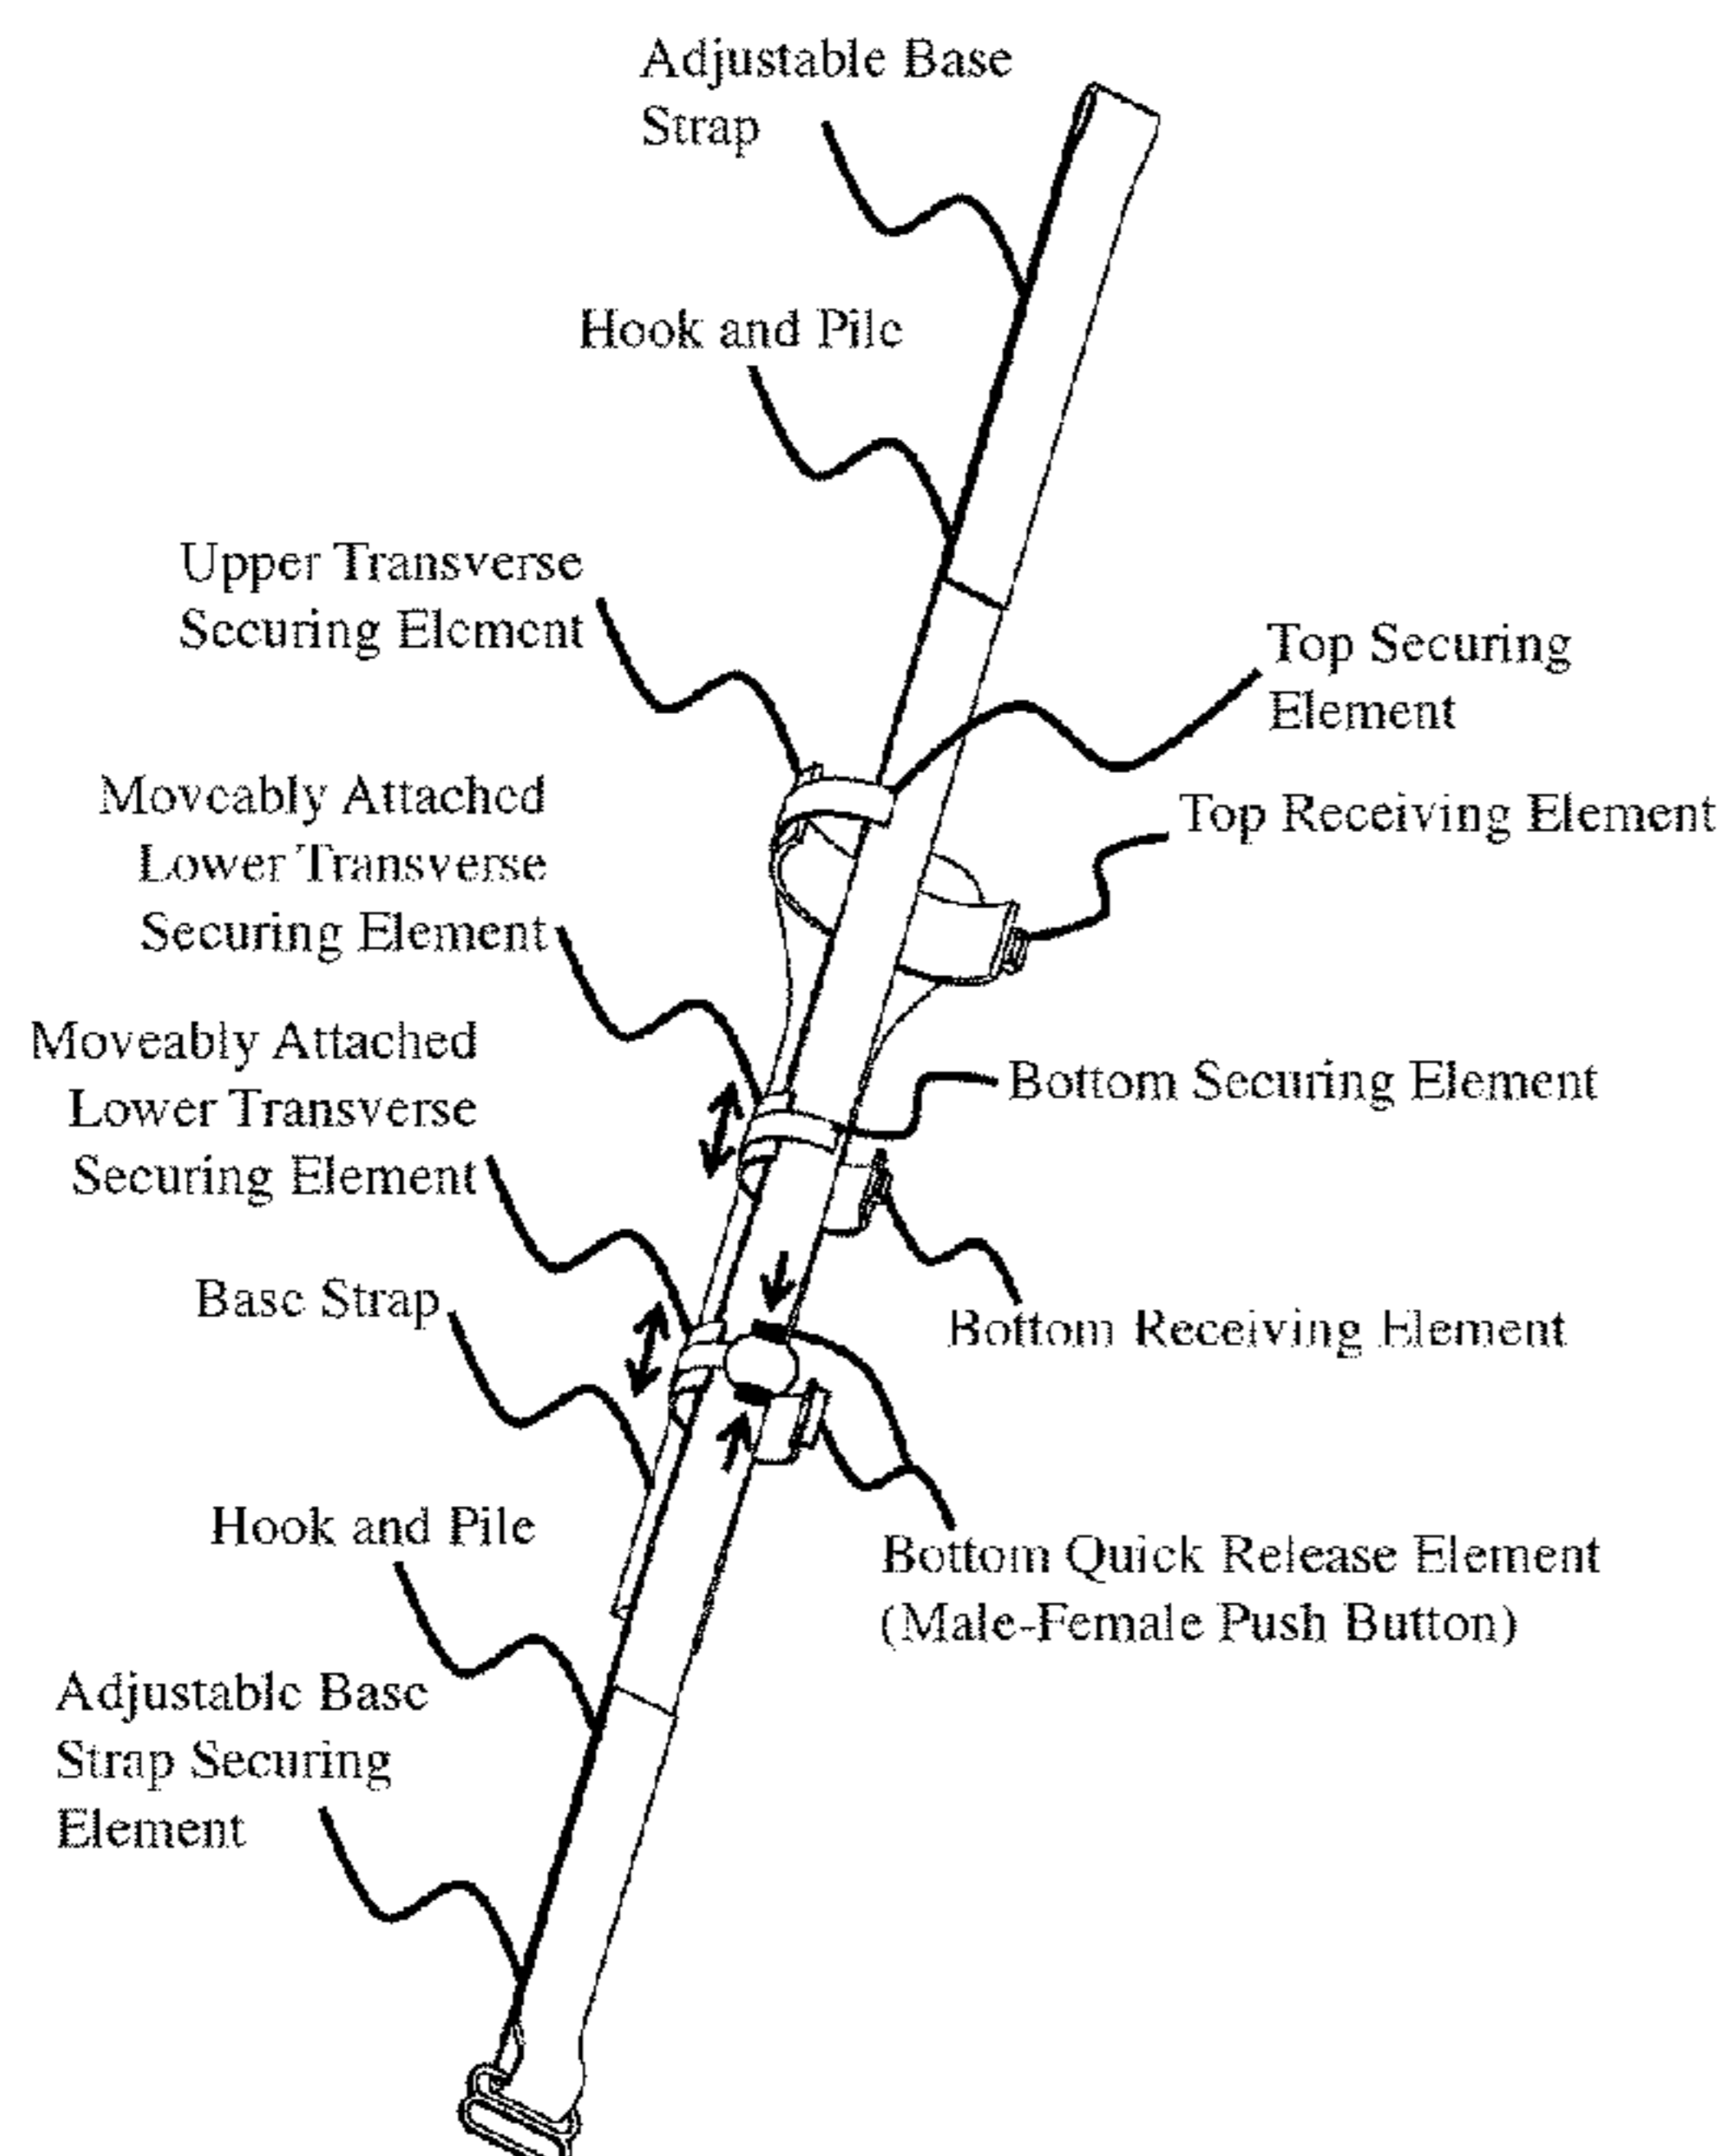 Adjustable Base
Strap
Hook and Pile
Upper Transverse
Securing Element
Top Securing
Element
Moveably Attached
Lower Transverse
Securing Element
Top Receiving Element
Moveably Attached
Lower Transverse
Securing Element
Bottom Securing Element
Base Strap
Bottom Receiving Element
Hook and Pile
Bottom Quick Release Element
(Male-Female Push Button)
Adjustable Base
Strap Securing
Element